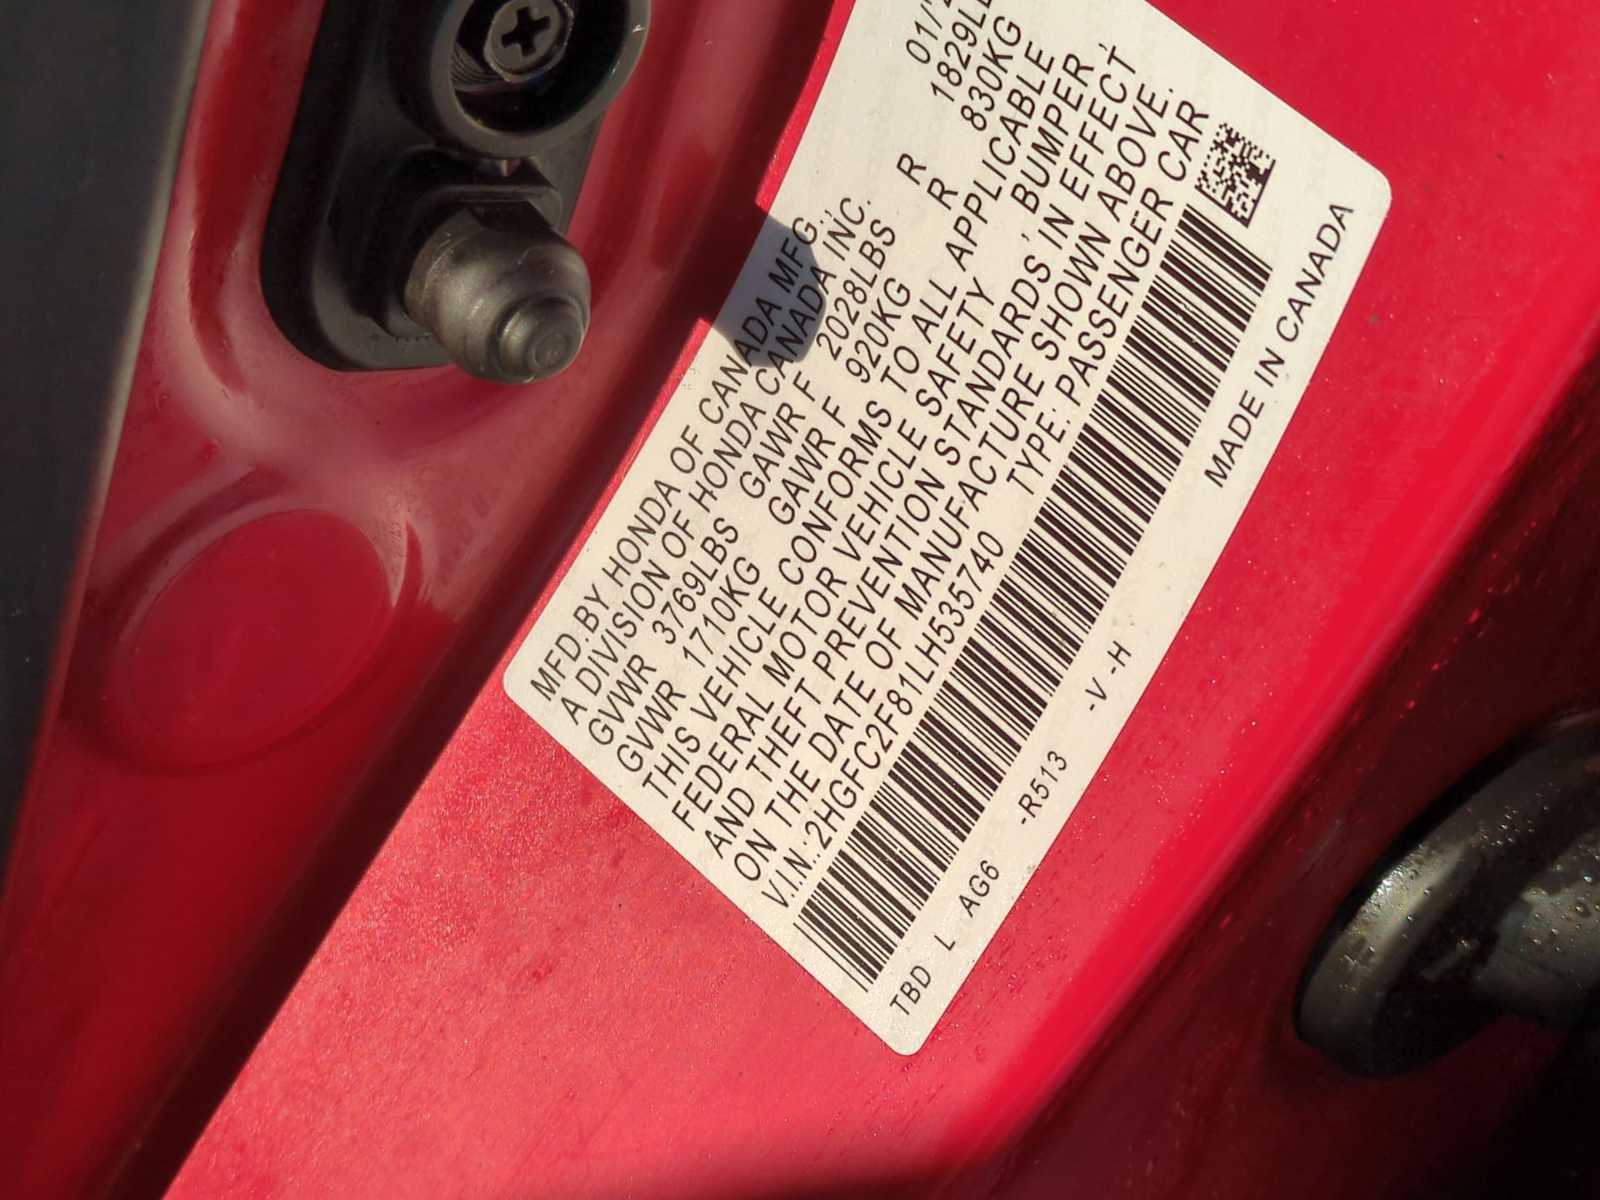 MFD.BY HONDA OF CANADA MFG. 01/
A DIVISION OF HONDA CANADA INC.
GVWR 3769LBS GAWR F 2028LBS R 1829LB
GVWR 1710KG GAWR F 920KG R 830KG
THIS VEHICLE CONFORMS TO ALL APPLICABLE
FEDERAL MOTOR VEHICLE SAFETY, BUMPER,
AND THEFT PREVENTION STANDARDS IN EFFECT
ON THE DATE OF MANUFACTURE SHOWN ABOVE.
V.I.N.:2HGFC2F81LH535740 TYPE: PASSENGER CAR
TBD L AG6 -R513 -V -H MADE IN CANADA